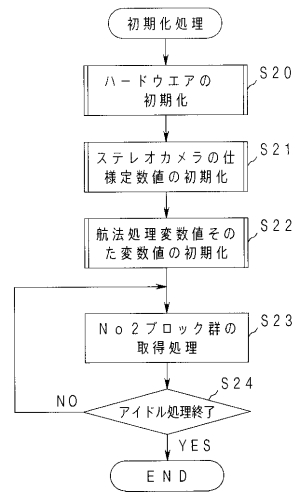 初期化処理
ハードウエアの
初期化
S20
ステレオカメラの仕
様定数値の初期化
S21
航法処理変数値その
た変数値の初期化
S22
No2ブロック群の
取得処理
S23
アイドル処理終了
S24
NO
YES
END